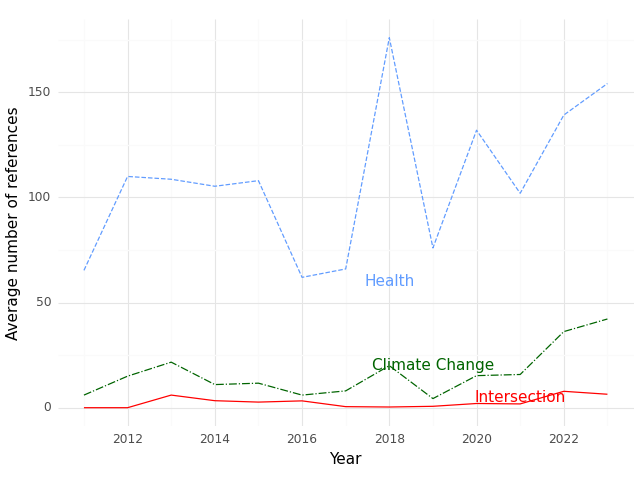 Average number of references
150
100
50
0
Health
Climate Change
Intersection
2012 2014 2016 2018 2020 2022
Year